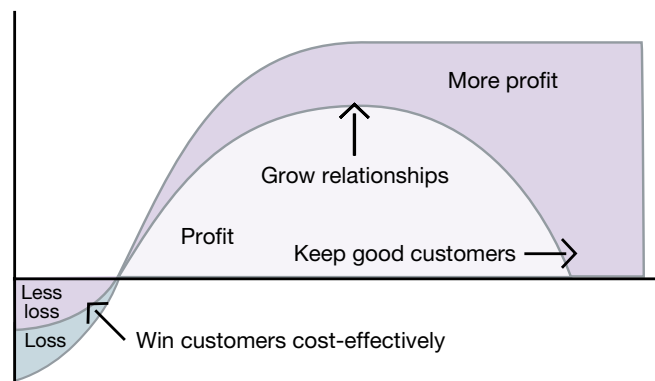 More profit
Grow relationships
Profit
Keep good customers
Less
loss
Loss
Win customers cost-effectively